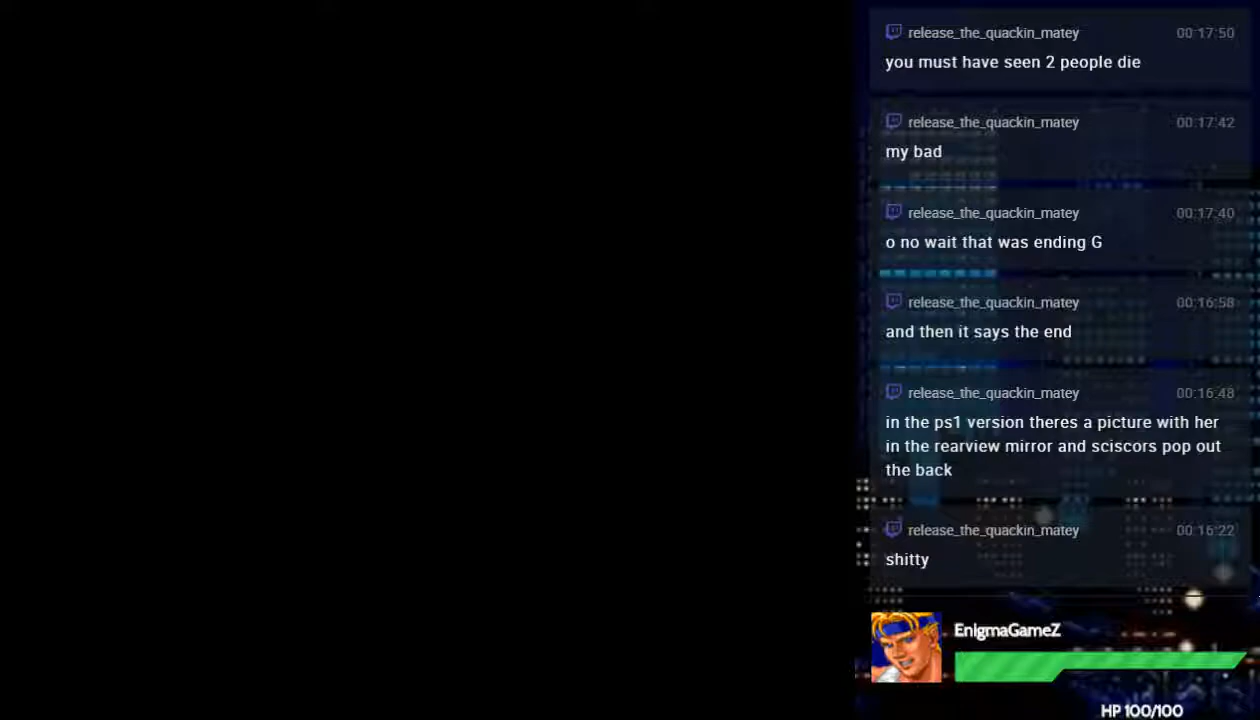 release_the_quackin_matey 00:17:50
you must have seen 2 people die
release_the_quackin_matey 00:17:42
my bad
release_the_quackin_matey 00:17:40
o no wait that was ending G
release_the_quackin_matey 00:16:58
and then it says the end
release_the_quackin_matey 00:16:48
in the ps1 version theres a picture with her
in the rearview mirror and sciscors pop out
the back
release_the_quackin_matey 00:16:22
shitty
EnigmaGameZ
HP 100/100